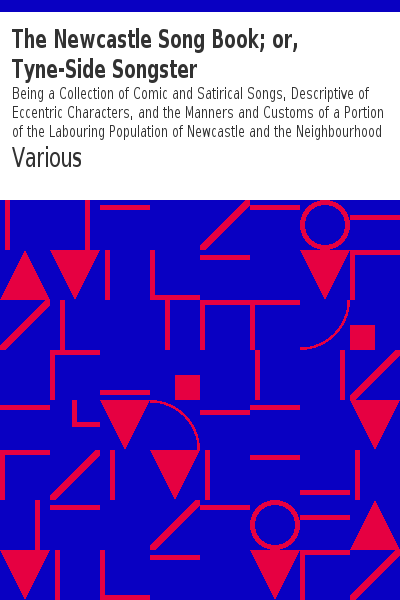 The Newcastle Song Book; or,
Tyne-Side Songster
Being a Collection of Comic and Satirical Songs, Descriptive of
Eccentric Characters, and the Manners and Customs of a Portion
of the Labouring Population of Newcastle and the Neighbourhood
Various